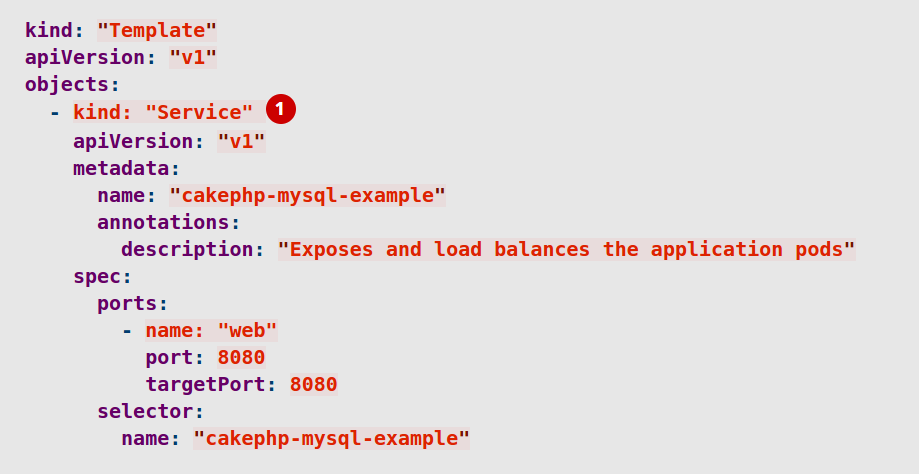 kind: "Template"
apiVersion: "v1"
objects:
  - kind: "Service" 1
    apiVersion: "v1"
    metadata:
      name: "cakephp-mysql-example"
      annotations:
        description: "Exposes and load balances the application pods"
    spec:
      ports:
        - name: "web"
          port: 8080
          targetPort: 8080
      selector:
        name: "cakephp-mysql-example"